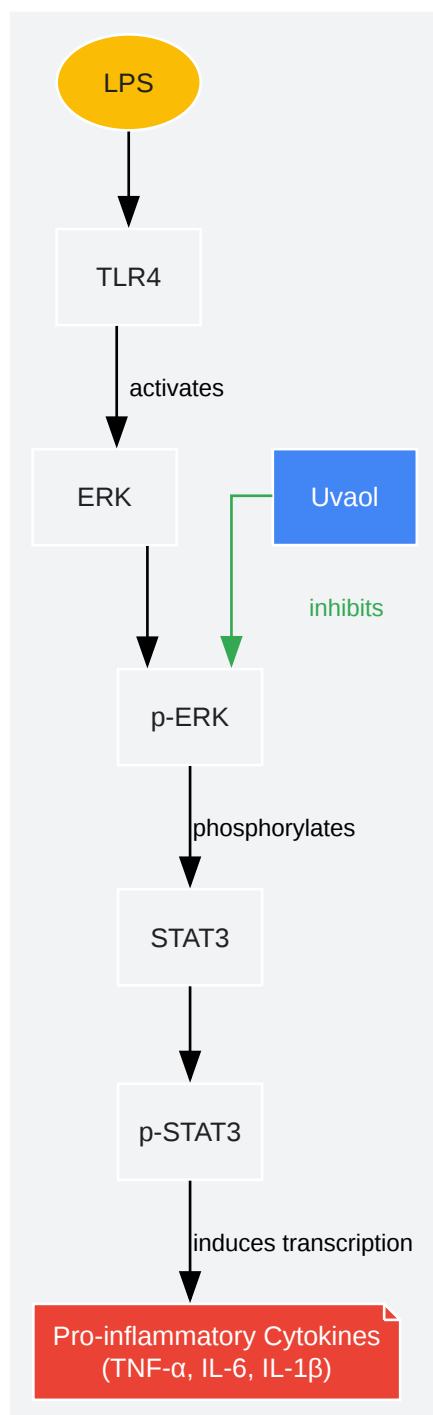 LPS
TLR4
activates
ERK
Uvaol
inhibits
p-ERK
phosphorylates
STAT3
p-STAT3
induces transcription
Pro-inflammatory Cytokines
(TNF-α, IL-6, IL-1β)